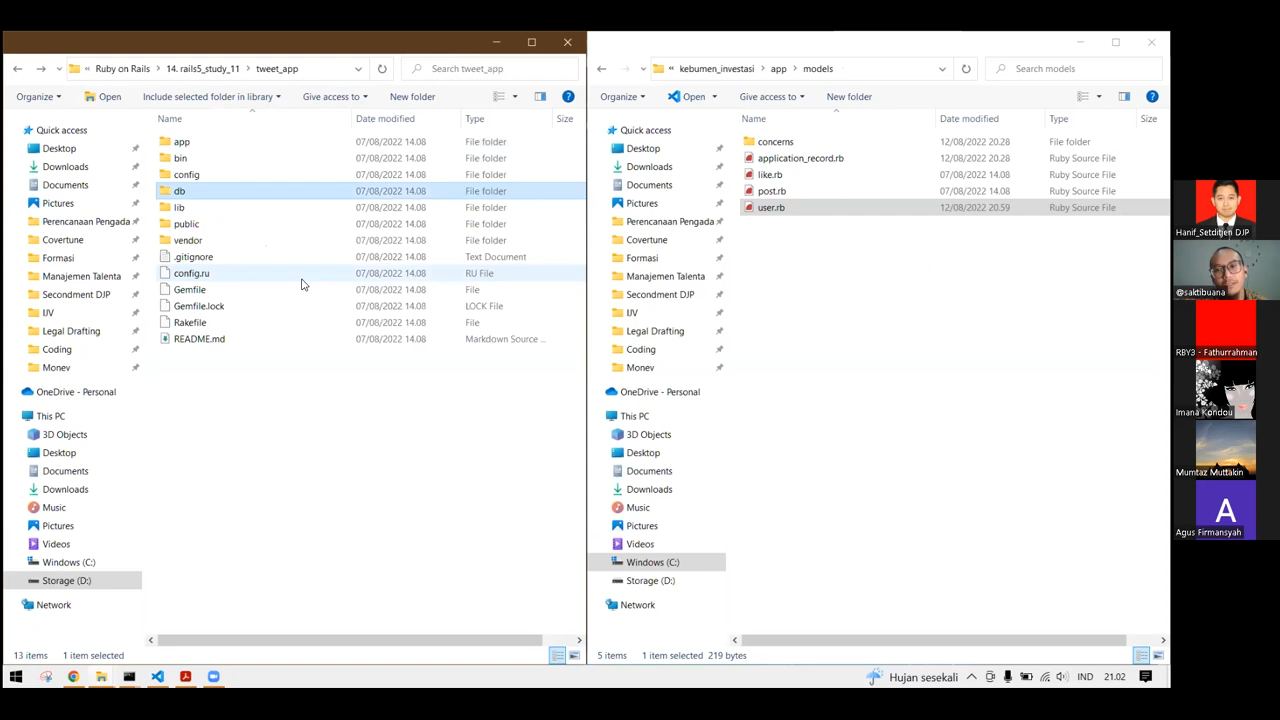 « Ruby on Rails > 14. rails5_study_11 > tweet_app
Search tweet_app
Organize
Open
Include selected folder in library
Give access to
New folder
Name
Date modified
Type
Size
Quick access
Desktop
Downloads
Documents
Pictures
Perencanaan Pengada
Covertune
Formasi
Manajemen Talenta
Secondment DJP
IJV
Legal Drafting
Coding
Monev
OneDrive - Personal
This PC
3D Objects
Desktop
Documents
Downloads
Music
Pictures
Videos
Windows (C:)
Storage (D:)
Network
app 07/08/2022 14.08 File folder
bin 07/08/2022 14.08 File folder
config 07/08/2022 14.08 File folder
db 07/08/2022 14.08 File folder
lib 07/08/2022 14.08 File folder
public 07/08/2022 14.08 File folder
vendor 07/08/2022 14.08 File folder
.gitignore 07/08/2022 14.08 Text Document
config.ru 07/08/2022 14.08 RU File
Gemfile 07/08/2022 14.08 File
Gemfile.lock 07/08/2022 14.08 LOCK File
Rakefile 07/08/2022 14.08 File
README.md 07/08/2022 14.08 Markdown Source ...
13 items 1 item selected
« kebumen_investasi > app > models
Search models
Organize
Open
Give access to
New folder
Name
Date modified
Type
Size
Quick access
Desktop
Downloads
Documents
Pictures
Perencanaan Pengada
Covertune
Formasi
Manajemen Talenta
Secondment DJP
IJV
Legal Drafting
Coding
Monev
OneDrive - Personal
This PC
3D Objects
Desktop
Documents
Downloads
Music
Pictures
Videos
Windows (C:)
Storage (D:)
Network
concerns 12/08/2022 20.28 File folder
application_record.rb 12/08/2022 20.28 Ruby Source File
like.rb 07/08/2022 14.08 Ruby Source File
post.rb 07/08/2022 14.08 Ruby Source File
user.rb 12/08/2022 20.59 Ruby Source File
5 items 1 item selected 219 bytes
Hujan sesekali
IND
21.02
Hanif_Setditjen DJP
@saktibuana
RBY3 - Fathurrahman
Imana Kondou
Mumtaz Muttakin
A
Agus Firmansyah